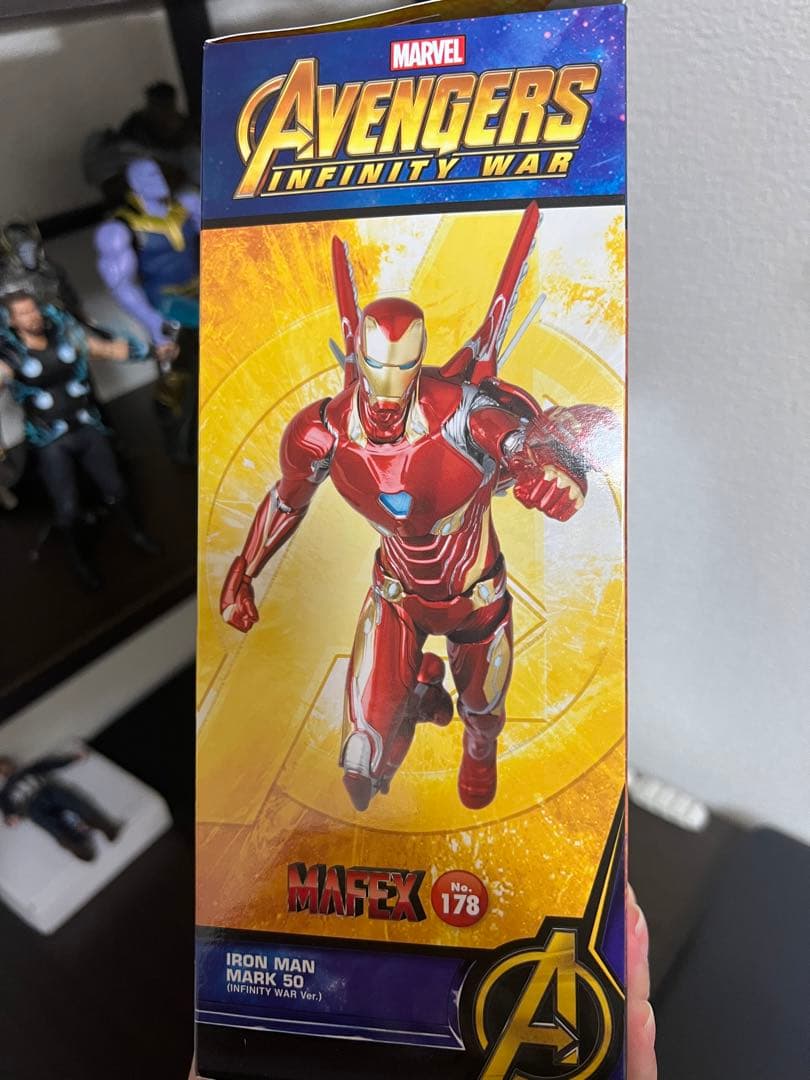 MARVEL
AVENGERS
INFINITY WAR
MAFEX
No.
178
IRON MAN
MARK 50
(INFINITY WAR Ver.)